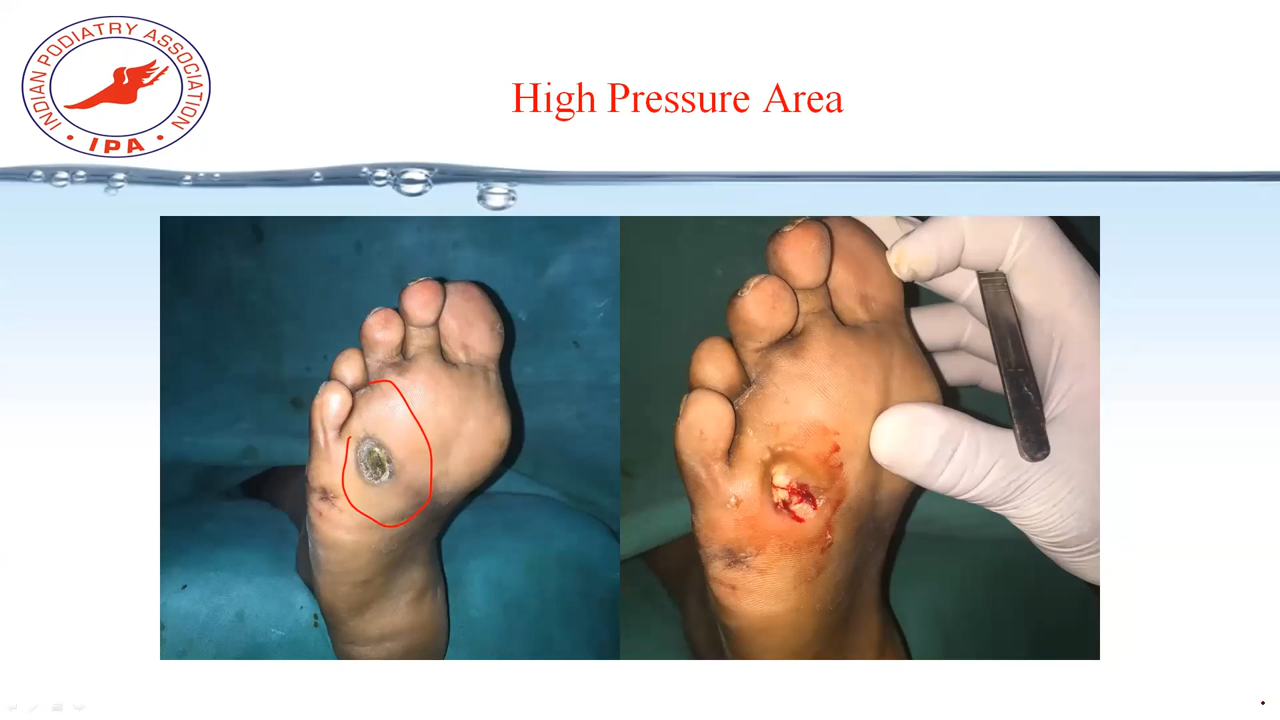 INDIAN PODIATRY ASSOCIATION
• IPA •
High Pressure Area